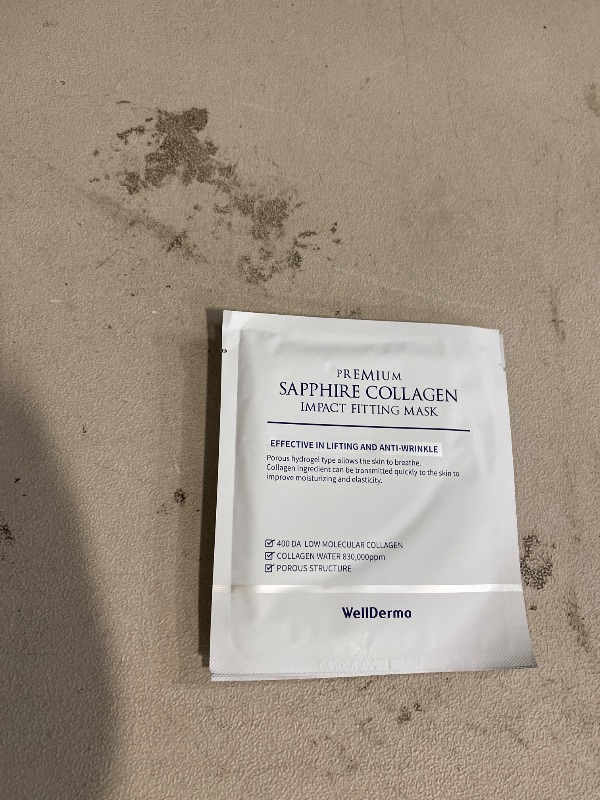 PREMIUM
SAPPHIRE COLLAGEN
IMPACT FITTING MASK
EFFECTIVE IN LIFTING AND ANTI-WRINKLE
Porous hydrogel type allows the skin to breathe.
Collagen ingredient can be transmitted quickly to the skin to
improve moisturizing and elasticity.
400 DA LOW MOLECULAR COLLAGEN
COLLAGEN WATER 830,000ppm
POROUS STRUCTURE
WellDerma